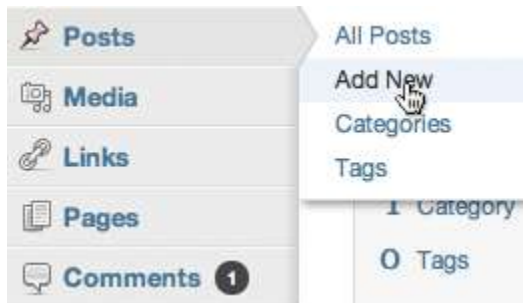 Posts
Media
Links
Pages
Comments 1
All Posts
Add New
Categories
Tags
1 Category
0 Tags